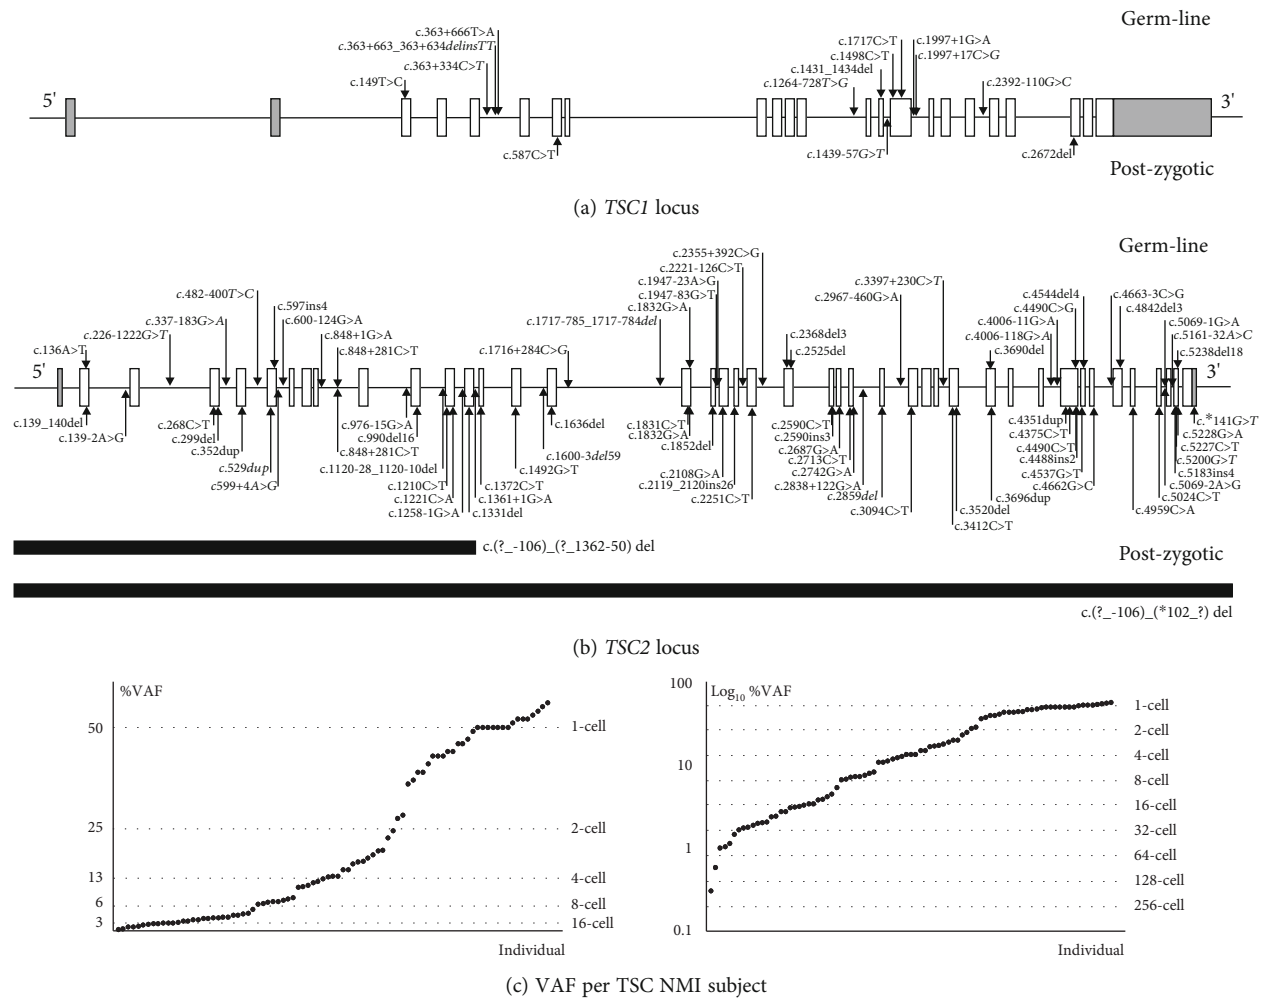 Germ-line
c.363+666T>A
c.363+663_363+634delinsTT
c.363+334C>T
c.149T>C
c.1717C>T
c.1498C>T
c.1431_1434del
c.1264-728T>G
c.1997+1G>A
c.1997+17C>G
c.2392-110G>C
5'
3'
c.587C>T
c.1439-57G>T
c.2672del
Post-zygotic
(a) TSC1 locus
Germ-line
c.2355+392C>G
c.2221-126C>T
c.1947-23A>G
c.1947-83G>T
c.1832G>A
c.1717-785_1717-784del
c.3397+230C>T
c.2967-460G>A
c.4544del4
c.4490C>G
c.4006-11G>A
c.4006-118G>A
c.3690del
c.4663-3C>G
c.4842del3
c.5069-1G>A
c.5161-32A>C
c.5238del18
c.482-400T>C
c.597ins4
c.337-183G>A
c.600-124G>A
c.226-1222G>T
c.848+1G>A
c.136A>T
c.848+281C>T
c.1716+284C>G
c.2368del3
c.2525del
5'
3'
c.139_140del
c.139-2A>G
c.268C>T
c.299del
c.352dup
c.529dup
c599+4A>G
c.976-15G>A
c.990del16
c.848+281C>T
c.1120-28_1120-10del
c.1210C>T
c.1221C>A
c.1258-1G>A
c.1372C>T
c.1361+1G>A
c.1331del
c.1636del
c.1600-3del59
c.1492G>T
c.1831C>T
c.1832G>A
c.1852del
c.2108G>A
c.2119_2120ins26
c.2251C>T
c.2590C>T
c.2590ins3
c.2687G>A
c.2713C>T
c.2742G>A
c.2838+122G>A
c.2859del
c.3094C>T
c.3696dup
c.3520del
c.3412C>T
c.4351dup
c.4375C>T
c.4490C>T
c.4488ins2
c.4537G>T
c.4662G>C
c.*141G>T
c.5228G>A
c.5227C>T
c.5200G>T
c.5183ins4
c.5069-2A>G
c.5024C>T
c.4959C>A
c.(?_-106)_(?_1362-50) del
Post-zygotic
c.(?_-106)_(*102_?) del
(b) TSC2 locus
%VAF
50
25
13
6
3
1-cell
2-cell
4-cell
8-cell
16-cell
Individual
Log10 %VAF
100
10
1
0.1
1-cell
2-cell
4-cell
8-cell
16-cell
32-cell
64-cell
128-cell
256-cell
Individual
(c) VAF per TSC NMI subject